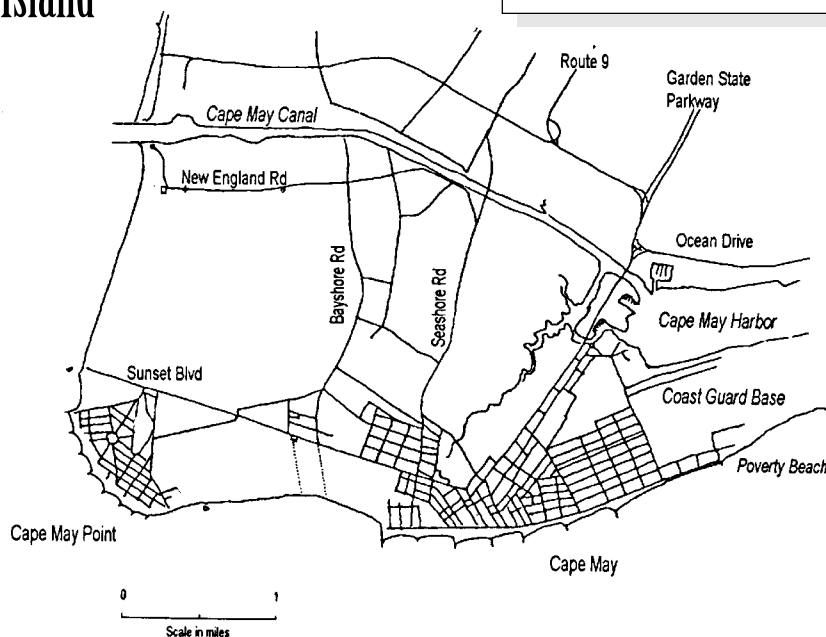 Island
Route 9
Garden State
Parkway
Cape May Canal
New England Rd
Ocean Drive
Bayshore Rd
Seashore Rd
Cape May Harbor
Sunset Blvd
Coast Guard Base
Poverty Beach
Cape May Point
Cape May
0 1
Scale in miles